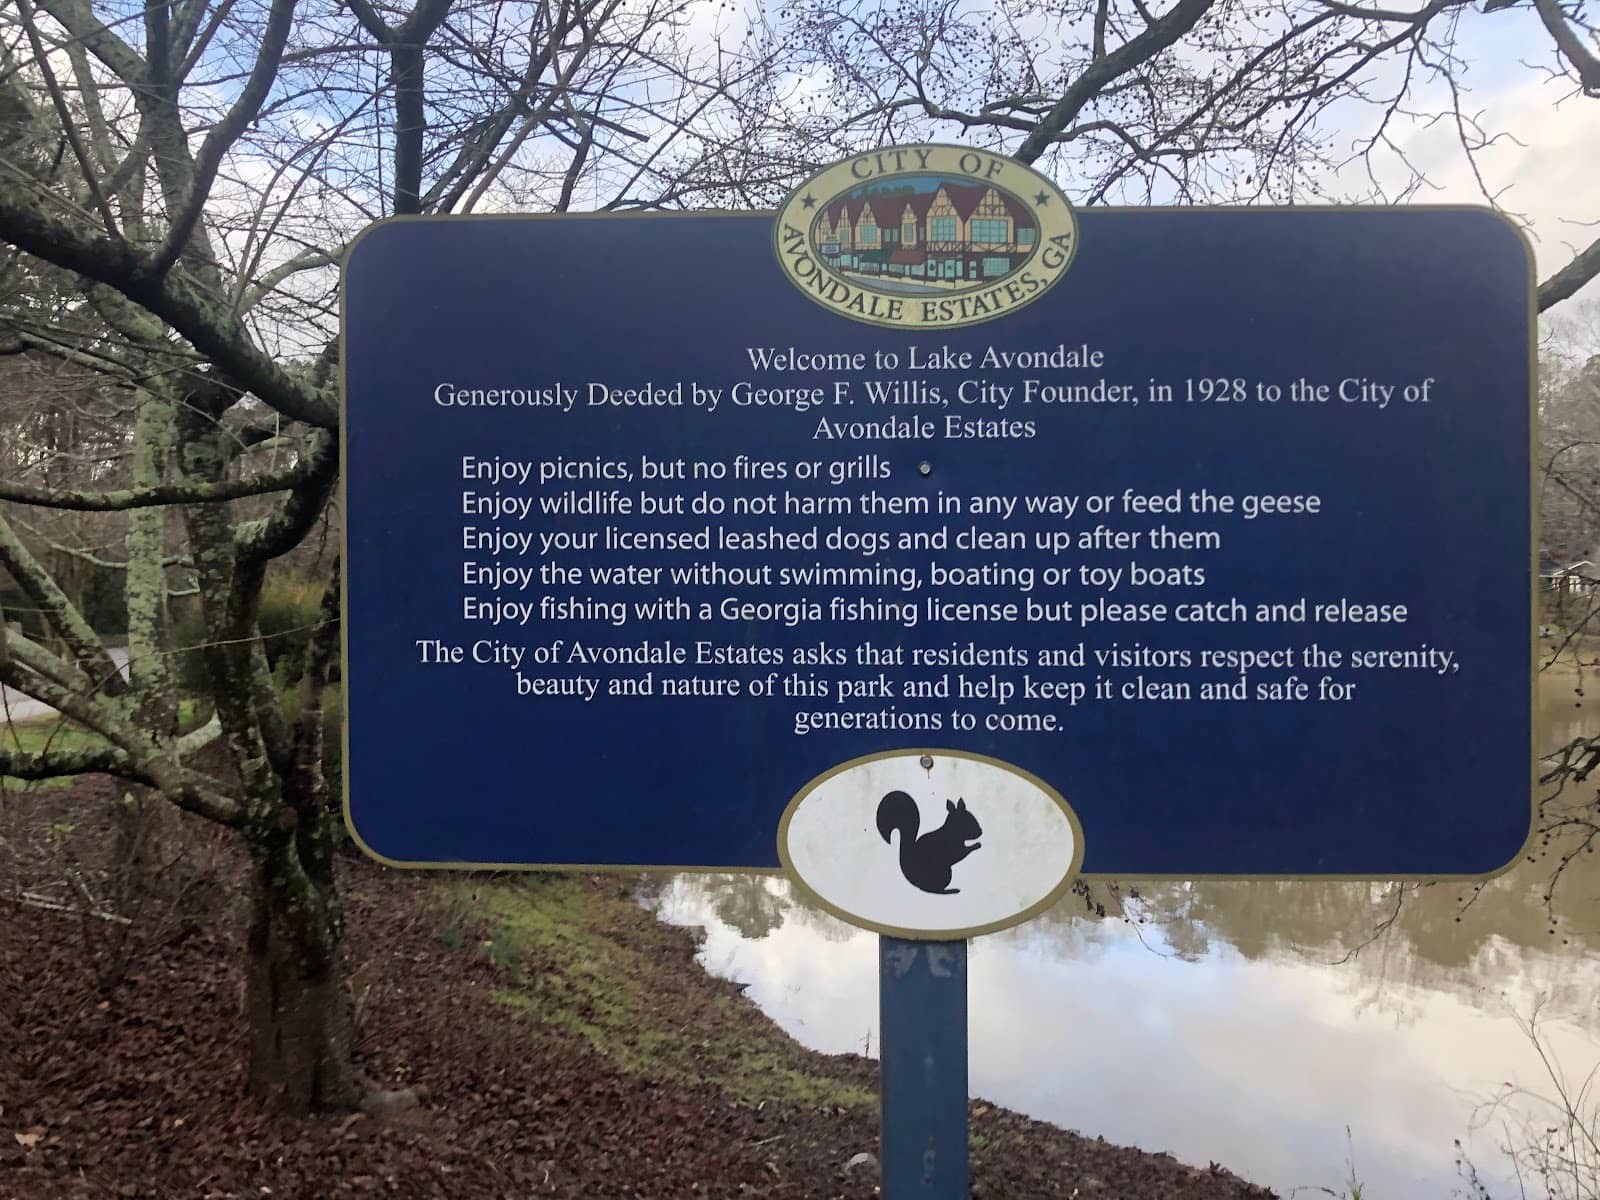 CITY OF
AVONDALE ESTATES, GA
Welcome to Lake Avondale
Generously Deeded by George F. Willis, City Founder, in 1928 to the City of
Avondale Estates
Enjoy picnics, but no fires or grills
Enjoy wildlife but do not harm them in any way or feed the geese
Enjoy your licensed leashed dogs and clean up after them
Enjoy the water without swimming, boating or toy boats
Enjoy fishing with a Georgia fishing license but please catch and release
The City of Avondale Estates asks that residents and visitors respect the serenity,
beauty and nature of this park and help keep it clean and safe for
generations to come.